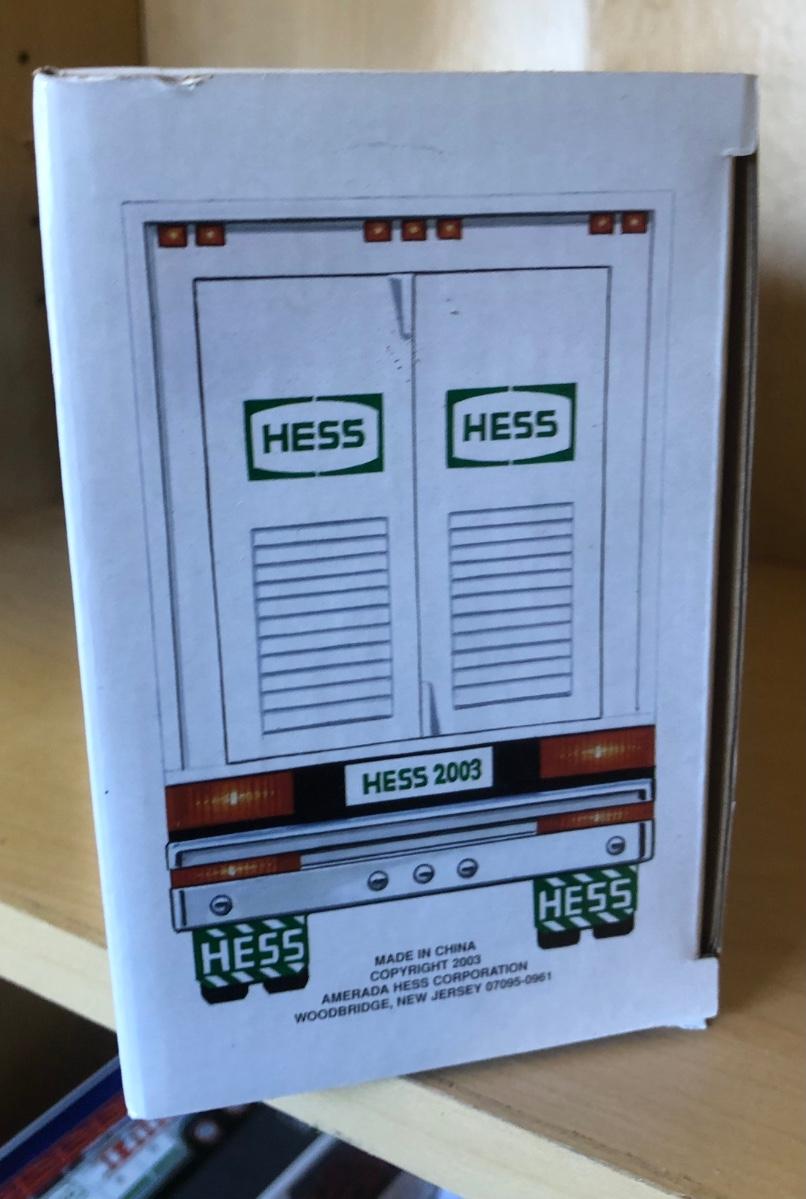 HESS
HESS
HESS 2003
HESS
HESS
MADE IN CHINA
COPYRIGHT 2003
AMERADA HESS CORPORATION
WOODBRIDGE, NEW JERSEY 07095-0961